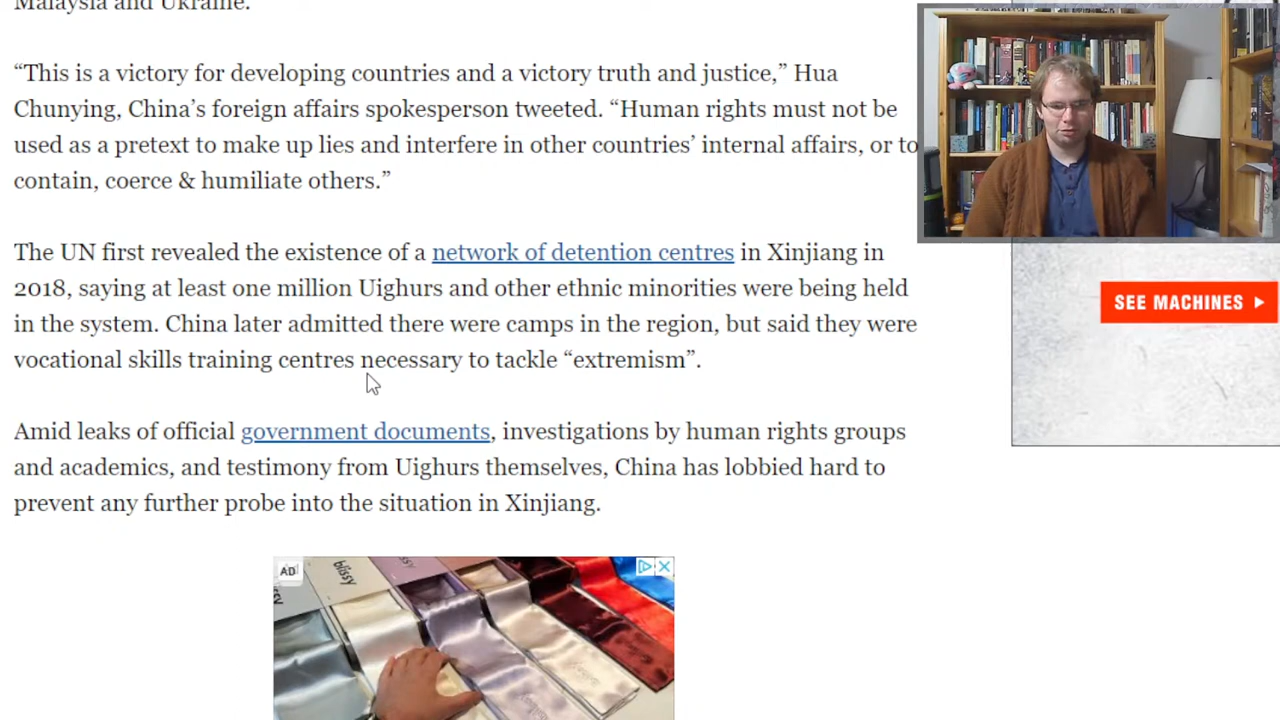 Malaysia and Ukraine.
“This is a victory for developing countries and a victory truth and justice,” Hua
Chunying, China’s foreign affairs spokesperson tweeted. “Human rights must not be
used as a pretext to make up lies and interfere in other countries’ internal affairs, or to
contain, coerce & humiliate others.”
The UN first revealed the existence of a network of detention centres in Xinjiang in
2018, saying at least one million Uighurs and other ethnic minorities were being held
in the system. China later admitted there were camps in the region, but said they were
vocational skills training centres necessary to tackle “extremism”.
SEE MACHINES
Amid leaks of official government documents, investigations by human rights groups
and academics, and testimony from Uighurs themselves, China has lobbied hard to
prevent any further probe into the situation in Xinjiang.
AD
blissy